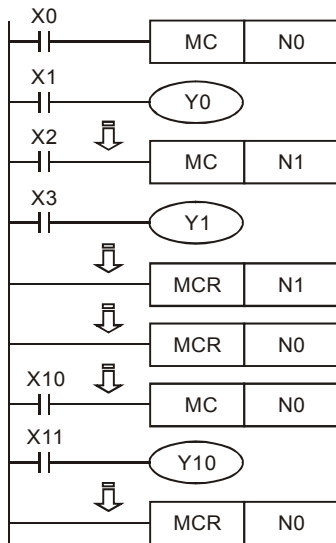 X0
MC N0
X1
Y0
X2
MC N1
X3
Y1
MCR N1
MCR N0
X10
MC N0
X11
Y10
MCR N0